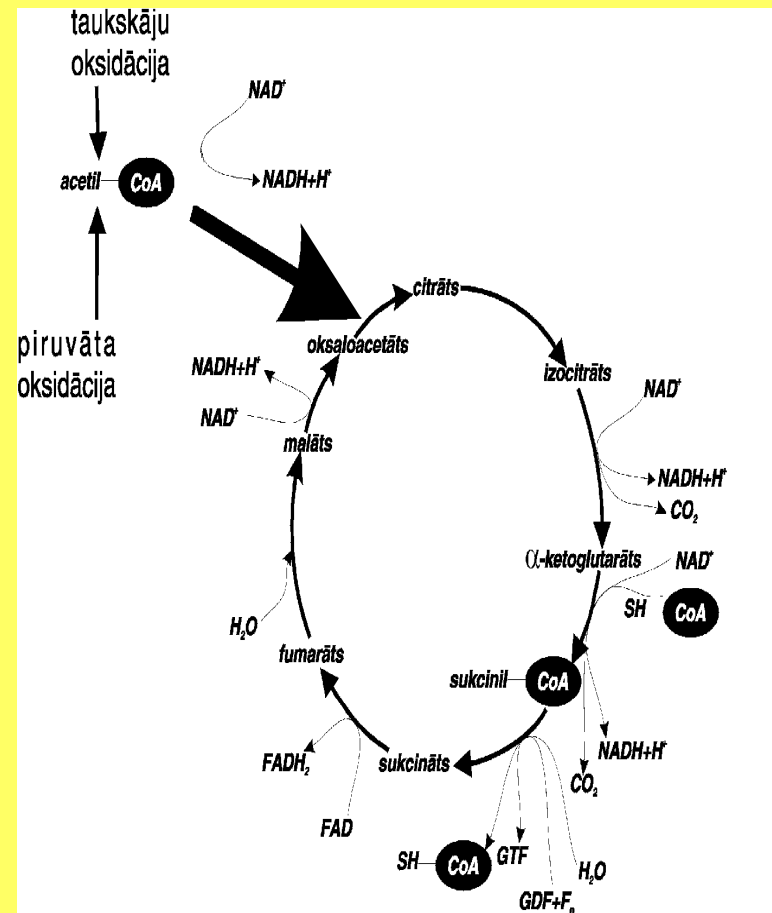 taukskāju
oksidācija
NAD⁺
acetil CoA
NADH+H⁺
piruvāta
oksidācija
citrāts
oksaloacetāts
izocitrāts
NADH+H⁺
NAD⁺
NAD⁺
malāts
NADH+H⁺
CO₂
α-ketoglutarāts
NAD⁺
SH CoA
H₂O
fumarāts
sukcinil CoA
NADH+H⁺
FADH₂
sukcināts
CO₂
FAD
SH CoA
GTF
H₂O
GDF+Fₙ